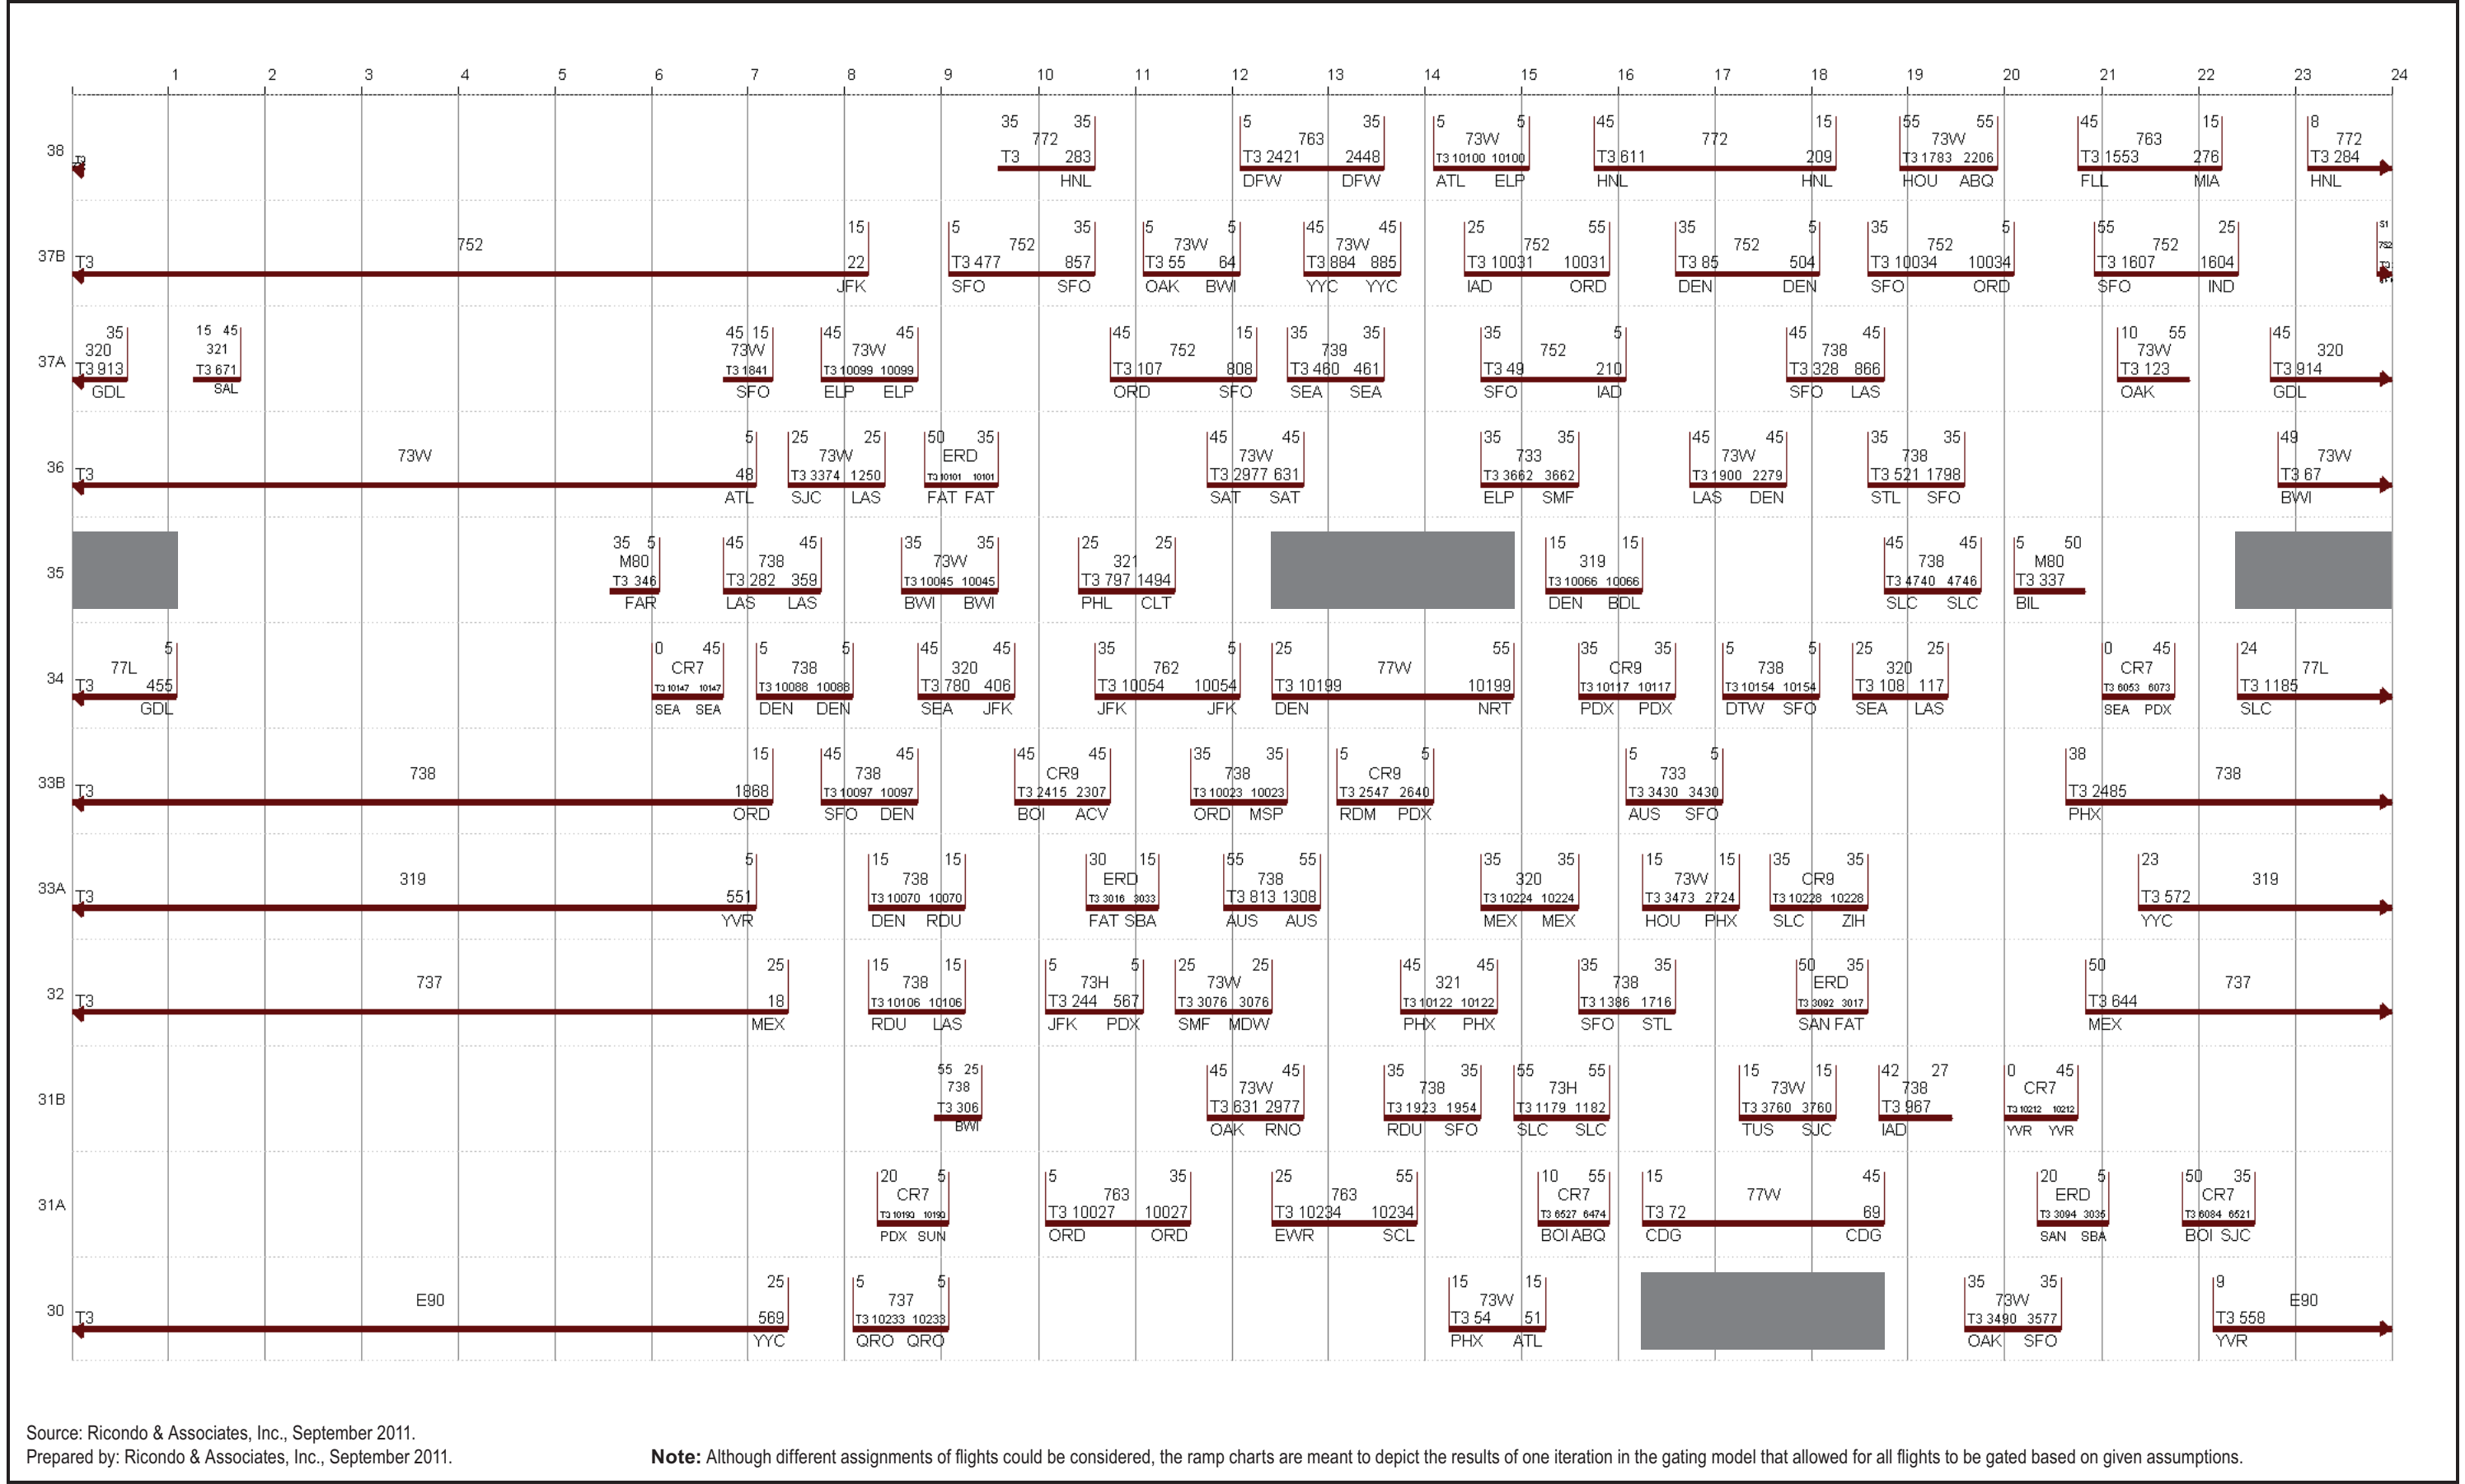 1 2 3 4 5 6 7 8 9 10 11 12 13 14 15 16 17 18 19 20 21 22 23 24
35 35 5 35 5 5 45 15 55 55 45 15 8
772 763 73W 772 73W 763 772
38 T3 283 T3 2421 2448 T3 10100 10100 T3 611 209 T3 1783 2206 T3 1553 276 T3 284
HNL DFW DFW ATL ELP HNL HNL HOU ABQ FLL MIA HNL
15 5 35 5 5 45 45 25 55 35 5 35 5 55 25 51
752 752 73W 73W 752 752 752 752 752
37B T3 22 T3 477 857 T3 55 64 T3 884 885 T3 10031 10031 T3 85 504 T3 10034 10034 T3 1607 1604
JFK SFO SFO OAK BWI YYC YYC IAD ORD DEN DEN SFO ORD SFO IND
35 15 45 45 15 45 45 45 15 35 35 35 5 45 45 10 55 45
320 321 73W 73W 752 739 752 738 73W 320
37A T3 913 T3 671 T3 1841 T3 10099 10099 T3 107 808 T3 460 461 T3 49 210 T3 328 866 T3 123 T3 914
GDL SAL SFO ELP ELP ORD SFO SEA SEA SFO IAD SFO LAS OAK GDL
5 25 25 50 35 45 45 35 35 45 45 35 35 49
73W 73W ERD 73W 733 73W 738 73W
36 T3 48 T3 3374 1250 T3 10101 10101 T3 2977 631 T3 3662 3662 T3 1900 2279 T3 521 1798 T3 67
ATL SJC LAS FAT FAT SAT SAT ELP SMF LAS DEN STL SFO BWI
35 5 45 45 35 35 25 25 15 15 45 45 5 50
M80 738 73W 321 319 738 M80
35 T3 346 T3 282 359 T3 10045 10045 T3 797 1494 T3 10066 10066 T3 4740 4746 T3 337
FAR LAS LAS BWI BWI PHL CLT DEN BDL SLC SLC BIL
5 0 45 5 5 45 45 35 5 25 55 35 35 5 5 25 25 0 45 24
77L CR7 738 320 762 77W CR9 738 320 CR7 77L
34 T3 455 T3 10147 10147 T3 10088 10088 T3 780 406 T3 10054 10054 T3 10199 10199 T3 10117 10117 T3 10154 10154 T3 108 117 T3 6053 6073 T3 1185
GDL SEA SEA DEN DEN SEA JFK JFK JFK DEN NRT PDX PDX DTW SFO SEA LAS SEA PDX SLC
15 45 45 45 45 35 35 5 5 5 5 38
738 738 CR9 738 CR9 733 738
33B T3 1868 T3 10097 10097 T3 2415 2307 T3 10023 10023 T3 2547 2640 T3 3430 3430 T3 2485
ORD SFO DEN BOI ACV ORD MSP RDM PDX AUS SFO PHX
5 15 15 30 15 55 55 35 35 15 15 35 35 23
319 738 ERD 738 320 73W CR9 319
33A T3 551 T3 10070 10070 T3 3016 3033 T3 813 1308 T3 10224 10224 T3 3473 2724 T3 10228 10228 T3 572
YVR DEN RDU FAT SBA AUS AUS MEX MEX HOU PHX SLC ZIH YYC
25 15 15 5 5 25 25 45 45 35 35 50 35 50
737 738 73H 73W 321 738 ERD 737
32 T3 18 T3 10106 10106 T3 244 567 T3 3076 3076 T3 10122 10122 T3 1386 1716 T3 3092 3017 T3 644
MEX RDU LAS JFK PDX SMF MDW PHX PHX SFO STL SAN FAT MEX
55 25 45 45 35 35 55 55 15 15 42 27 0 45
738 73W 738 73H 73W 738 CR7
31B T3 306 T3 631 2977 T3 1923 1954 T3 1179 1182 T3 3760 3760 T3 967 T3 10212 10212
BWI OAK RNO RDU SFO SLC SLC TUS SJC IAD YVR YVR
20 5 5 35 25 55 10 55 15 45 20 5 50 35
CR7 763 763 CR7 77W ERD CR7
31A T3 10190 10190 T3 10027 10027 T3 10234 10234 T3 6527 6474 T3 72 69 T3 3094 3035 T3 6084 6521
PDX SUN ORD ORD EWR SCL BOI ABQ CDG CDG SAN SBA BOI SJC
25 5 5 15 15 35 35 9
E90 737 73W 73W E90
30 T3 569 T3 10233 10233 T3 54 51 T3 3490 3577 T3 558
YYC QRO QRO PHX ATL OAK SFO YVR
Source: Ricondo & Associates, Inc., September 2011.
Prepared by: Ricondo & Associates, Inc., September 2011. Note: Although different assignments of flights could be considered, the ramp charts are meant to depict the results of one iteration in the gating model that allowed for all flights to be gated based on given assumptions.